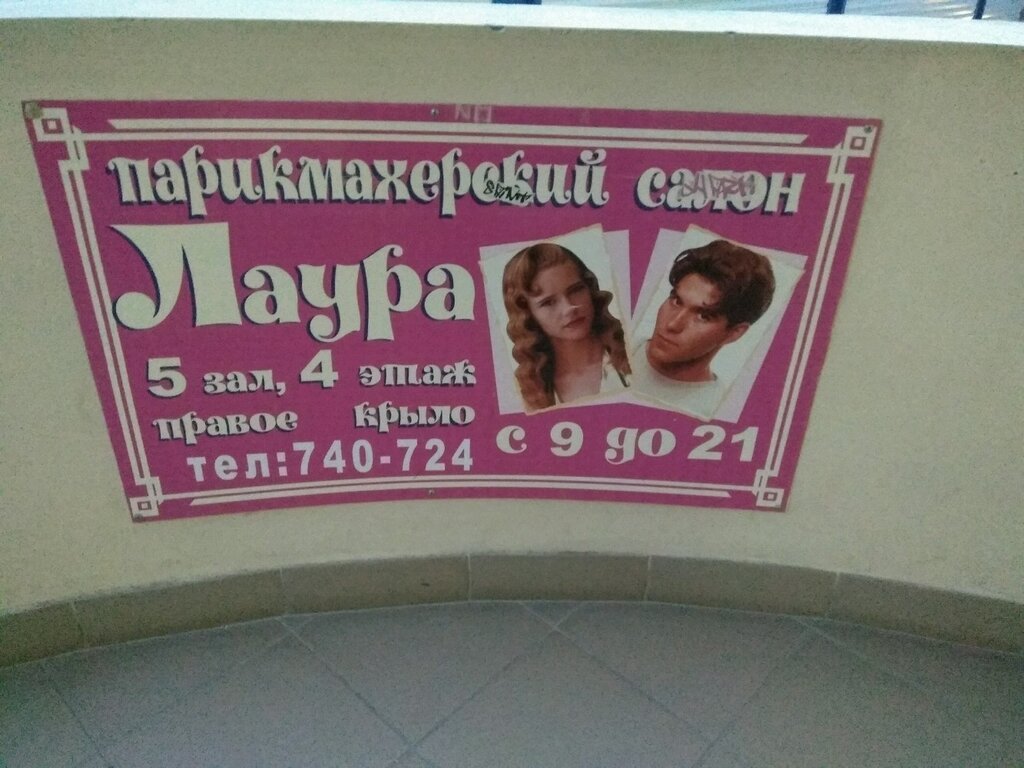 парикмахерский салон
Лаура
5 зал, 4 этаж
правое крыло
тел:740-724
с 9 до 21